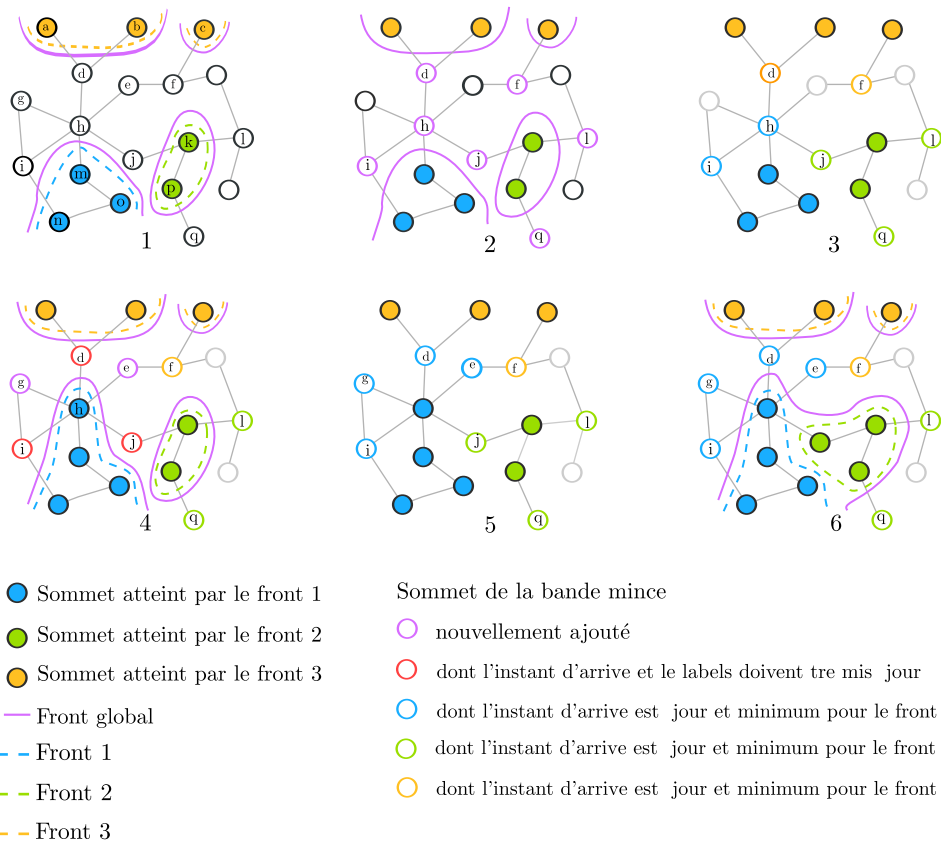 a b c
d e f
g
h
i j k l
m
n o p
q
1
d f
h
i j l
q
2
d f
h
i j l
q
3
d e f
g
h
i j l
q
4
d e f
g
i j l
q
5
d e f
g
i l
q
6
Sommet atteint par le front 1
Sommet atteint par le front 2
Sommet atteint par le front 3
Front global
Front 1
Front 2
Front 3
Sommet de la bande mince
nouvellement ajouté
dont l'instant d'arrive et le labels doivent tre mis jour
dont l'instant d'arrive est jour et minimum pour le front
dont l'instant d'arrive est jour et minimum pour le front
dont l'instant d'arrive est jour et minimum pour le front